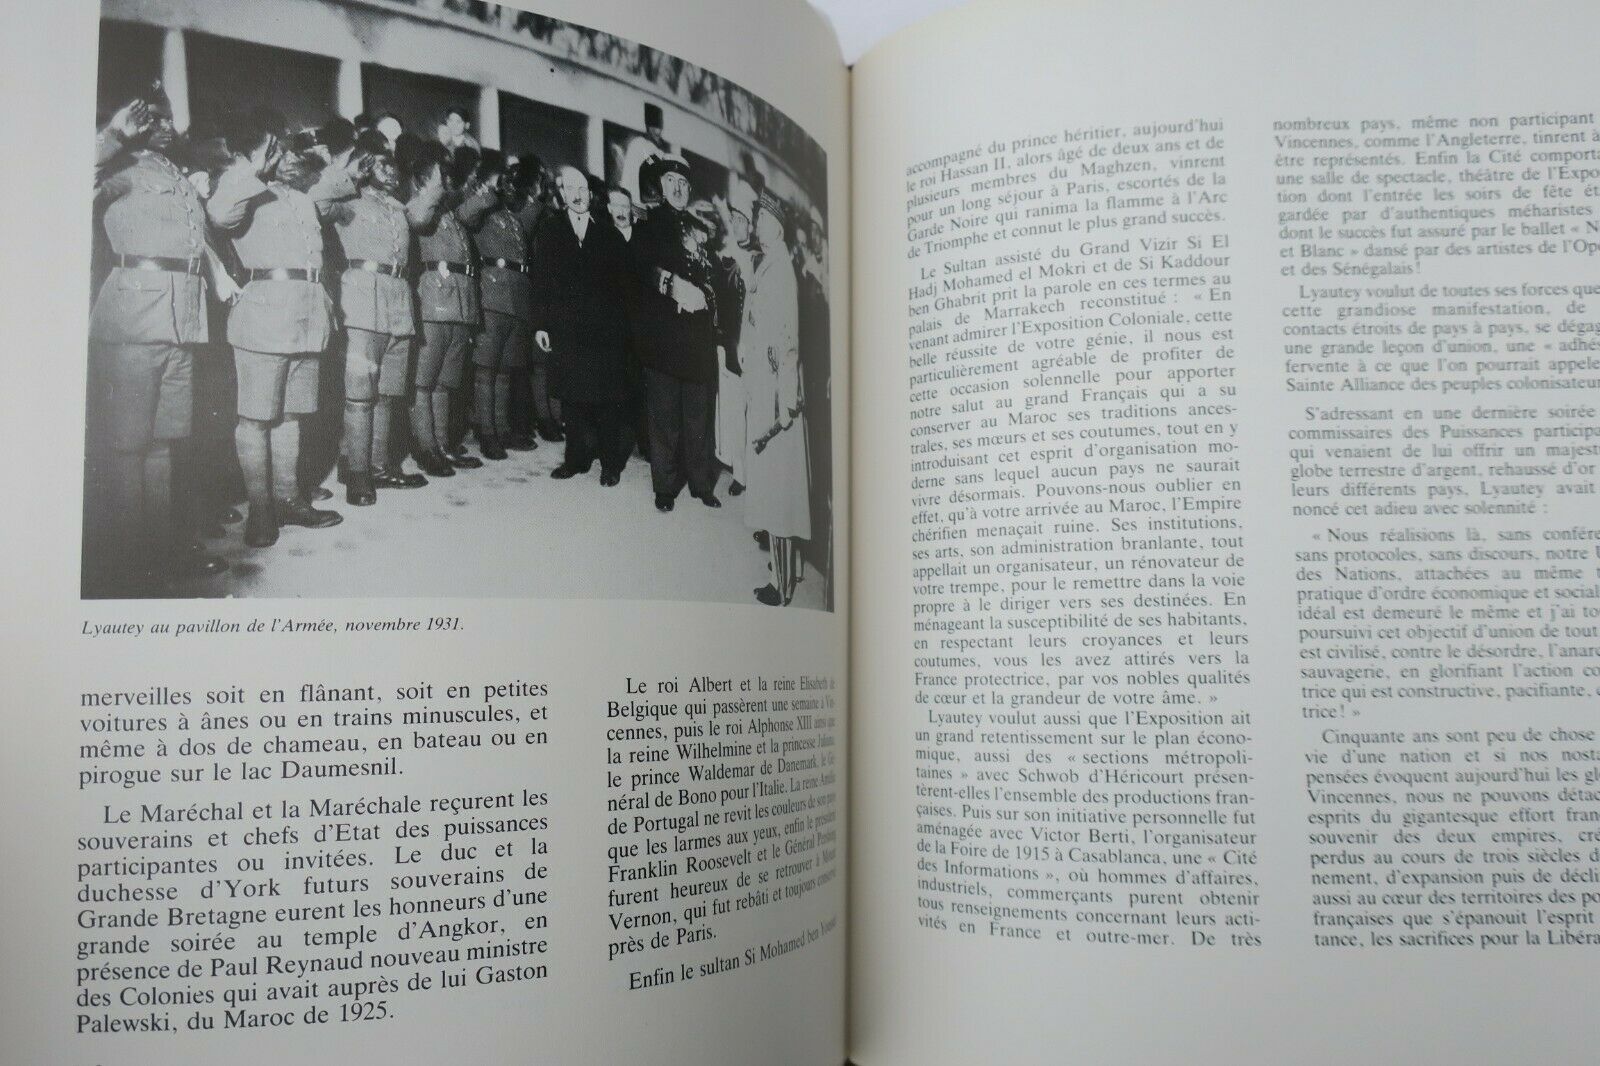 Lyautey au pavillon de l'Armée, novembre 1931.
merveilles soit en flânant, soit en petites
voitures à ânes ou en trains minuscules, et
même à dos de chameau, en bateau ou en
pirogue sur le lac Daumesnil.
Le Maréchal et la Maréchale reçurent les
souverains et chefs d'Etat des puissances
participantes ou invitées. Le duc et la
duchesse d'York futurs souverains de
Grande Bretagne eurent les honneurs d'une
grande soirée au temple d'Angkor, en
présence de Paul Reynaud nouveau ministre
des Colonies qui avait auprès de lui Gaston
Palewski, du Maroc de 1925.
Le roi Albert et la reine Elisabeth de
Belgique qui passèrent une semaine à Vin-
cennes, puis le roi Alphonse XIII ainsi que
la reine Wilhelmine et la princesse Juliana,
le prince Waldemar de Danemark, le Gé-
néral de Bono pour l'Italie. La reine Amélie
de Portugal ne revit les couleurs de son pays
que les larmes aux yeux, enfin le président
Franklin Roosevelt et le Général Pershing
furent heureux de se retrouver à Mount
Vernon, qui fut rebâti et toujours conservé
près de Paris.
Enfin le sultan Si Mohamed ben Youssef
accompagné du prince héritier, aujourd'hui
le roi Hassan II, alors âgé de deux ans et de
plusieurs membres du Maghzen, vinrent
pour un long séjour à Paris, escortés de la
Garde Noire qui ranima la flamme à l'Arc
de Triomphe et connut le plus grand succès.
Le Sultan assisté du Grand Vizir Si El
Hadj Mohamed el Mokri et de Si Kaddour
ben Ghabrit prit la parole en ces termes au
palais de Marrakech reconstitué : « En
venant admirer l'Exposition Coloniale, cette
belle réussite de votre génie, il nous est
particulièrement agréable de profiter de
cette occasion solennelle pour apporter
notre salut au grand Français qui a su
conserver au Maroc ses traditions ances-
trales, ses mœurs et ses coutumes, tout en y
introduisant cet esprit d'organisation mo-
derne sans lequel aucun pays ne saurait
vivre désormais. Pouvons-nous oublier en
effet, qu'à votre arrivée au Maroc, l'Empire
chérifien menaçait ruine. Ses institutions,
ses arts, son administration branlante, tout
appellait un organisateur, un rénovateur de
votre trempe, pour le remettre dans la voie
propre à le diriger vers ses destinées. En
ménageant la susceptibilité de ses habitants,
en respectant leurs croyances et leurs
coutumes, vous les avez attirés vers la
France protectrice, par vos nobles qualités
de cœur et la grandeur de votre âme. »
Lyautey voulut aussi que l'Exposition ait
un grand retentissement sur le plan écono-
mique, aussi des « sections métropoli-
taines » avec Schwob d'Héricourt présen-
tèrent-elles l'ensemble des productions fran-
çaises. Puis sur son initiative personnelle fut
aménagée avec Victor Berti, l'organisateur
de la Foire de 1915 à Casablanca, une « Cité
des Informations », où hommes d'affaires,
industriels, commerçants purent obtenir
tous renseignements concernant leurs acti-
vités en France et outre-mer. De très
nombreux pays, même non participant
Vincennes, comme l'Angleterre, tinrent à
être représentés. Enfin la Cité comporta
une salle de spectacle, théâtre de l'Expo
tion dont l'entrée les soirs de fête ét
gardée par d'authentiques méharistes
dont le succès fut assuré par le ballet « N
et Blanc » dansé par des artistes de l'Opé
et des Sénégalais !
Lyautey voulut de toutes ses forces que
cette grandiose manifestation, de
contacts étroits de pays à pays, se dégag
une grande leçon d'union, une « adhés
fervente à ce que l'on pourrait appele
Sainte Alliance des peuples colonisateur
S'adressant en une dernière soirée
commissaires des Puissances participa
qui venaient de lui offrir un majest
globe terrestre d'argent, rehaussé d'or
leurs différents pays, Lyautey avait
noncé cet adieu avec solennité :
« Nous réalisions là, sans confére
sans protocoles, sans discours, notre U
des Nations, attachées au même
pratique d'ordre économique et social
idéal est demeuré le même et j'ai to
poursuivi cet objectif d'union de tout
est civilisé, contre le désordre, l'anar
sauvagerie, en glorifiant l'action co
trice qui est constructive, pacifiante,
trice ! »
Cinquante ans sont peu de chose
vie d'une nation et si nos nosta
pensées évoquent aujourd'hui les gl
Vincennes, nous ne pouvons détac
esprits du gigantesque effort fran
souvenir des deux empires, cré
perdus au cours de trois siècles d
nement, d'expansion puis de décli
aussi au cœur des territoires des po
françaises que s'épanouit l'esprit
tance, les sacrifices pour la Libéra